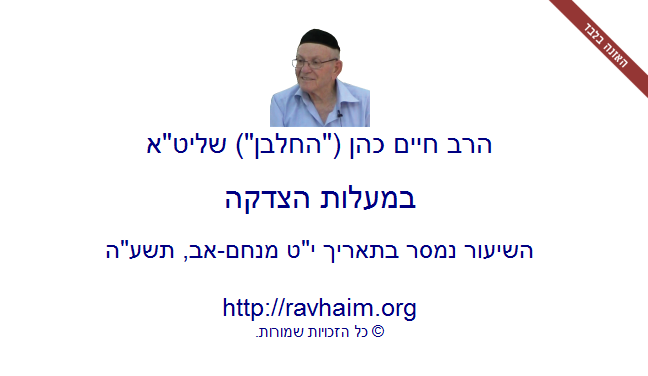 האזנה בלבד
הרב חיים כהן ("החלבן") שליט"א
במעלות הצדקה
השיעור נמסר בתאריך י"ט מנחם-אב, תשע"ה
http://ravhaim.org
© כל הזכויות שמורות.